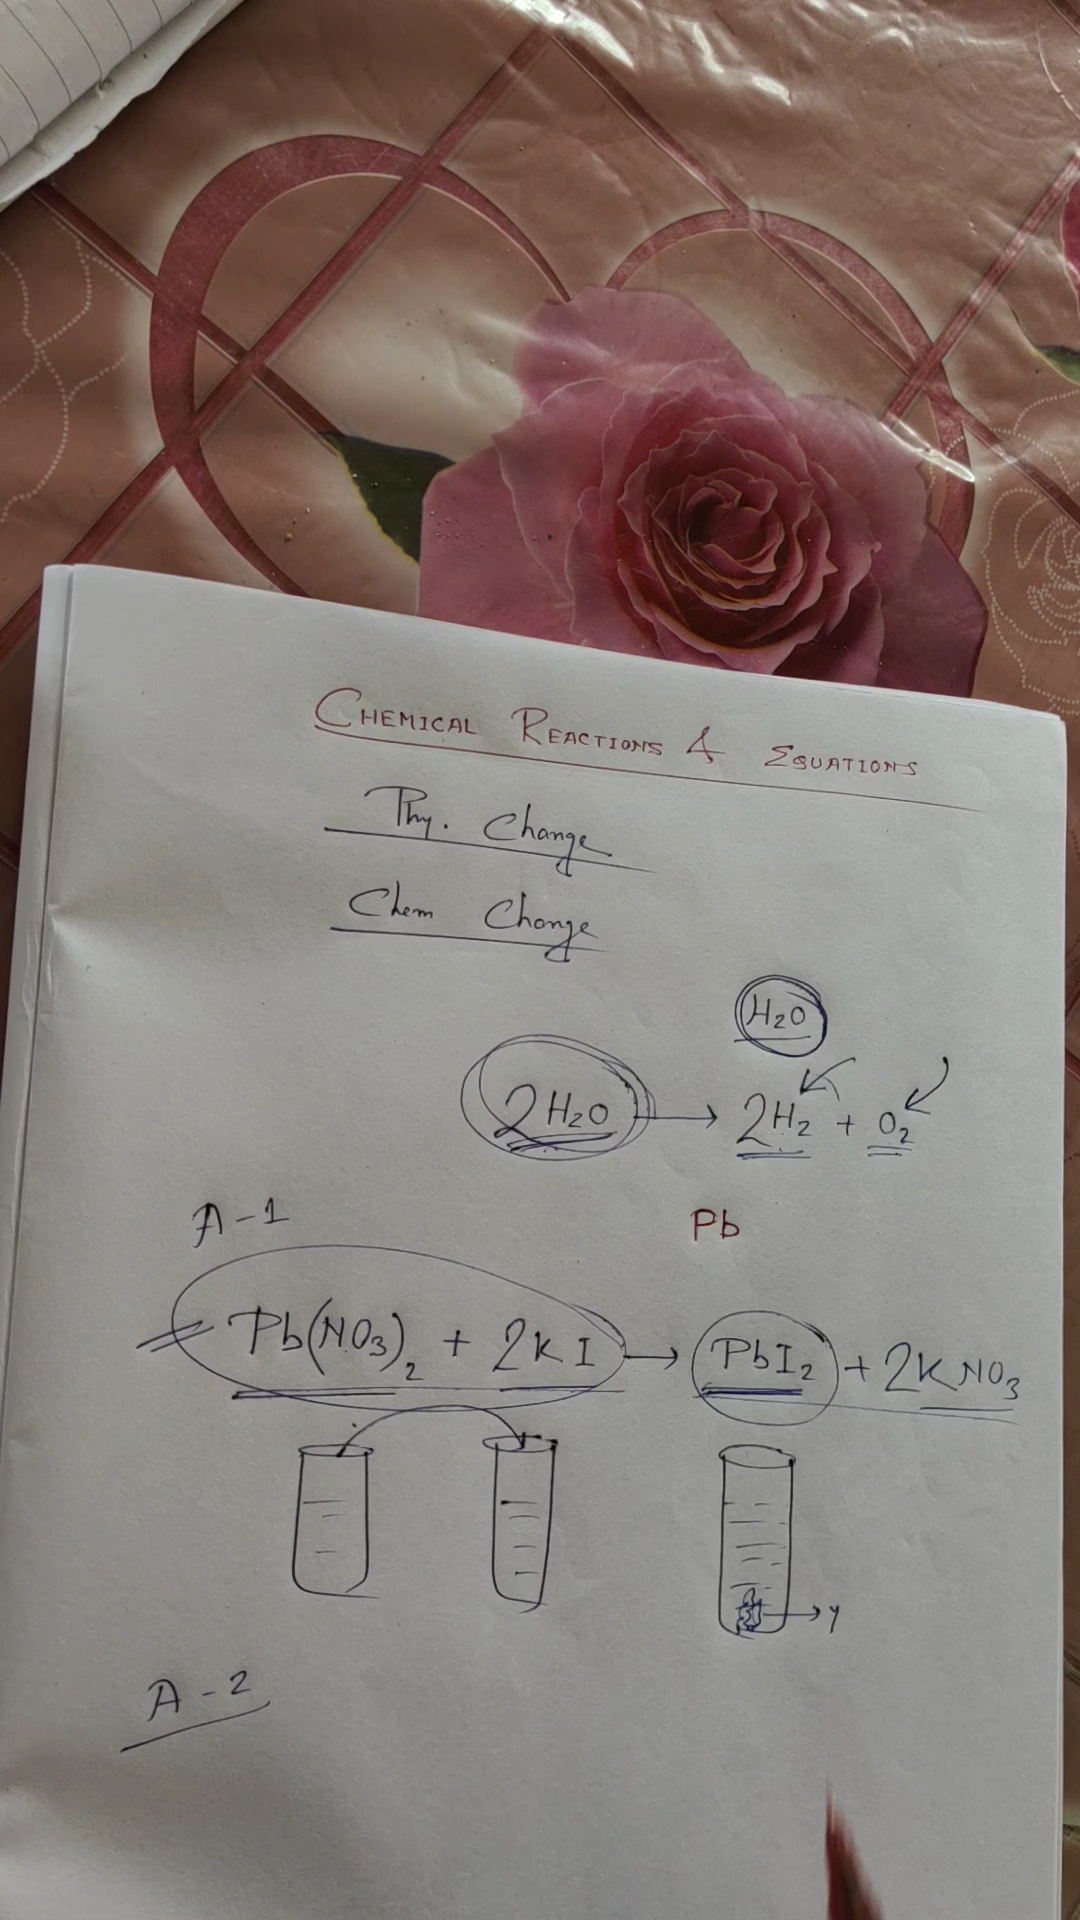 CHEMICAL REACTIONS & EQUATIONS
Phy. Change
Chem Change
H2O
2H2O → 2H2 + O2
A-1
Pb
Pb(NO3)2 + 2KI → PbI2 + 2KNO3
→ Y
A-2